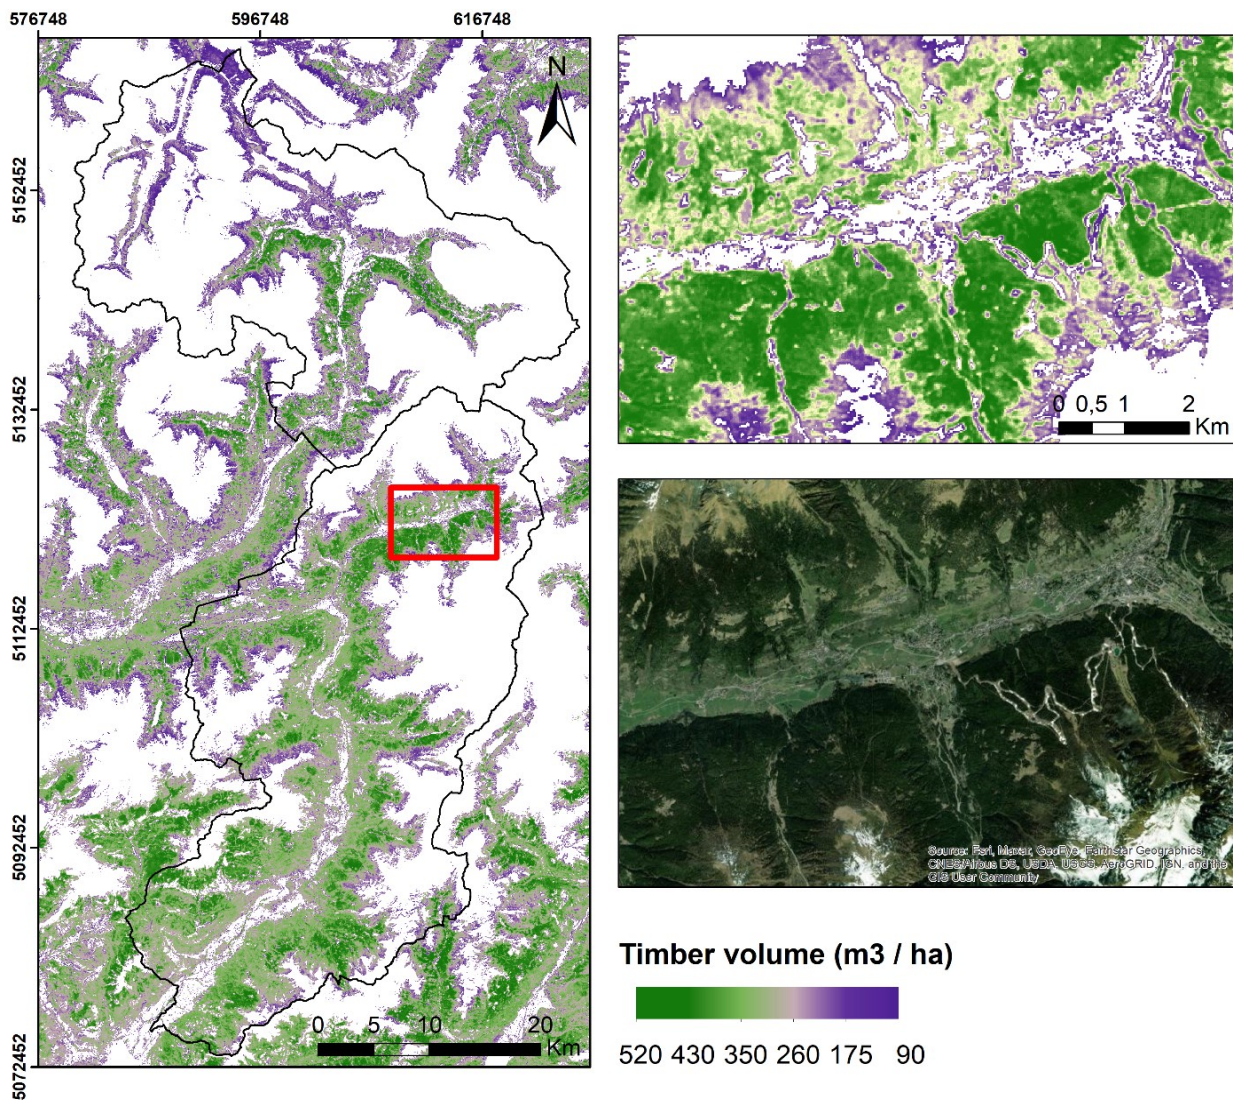 576748 596748 616748
N
5152452
5132452
5112452
5092452
5072452
0 5 10 20
Km
0 0,5 1 2
Km
Source: Esri, Maxar, GeoEye, Earthstar Geographics,
CNES/Airbus DS, USDA, USGS, AeroGRID, IGN, and the
GIS User Community
Timber volume (m3 / ha)
520 430 350 260 175 90